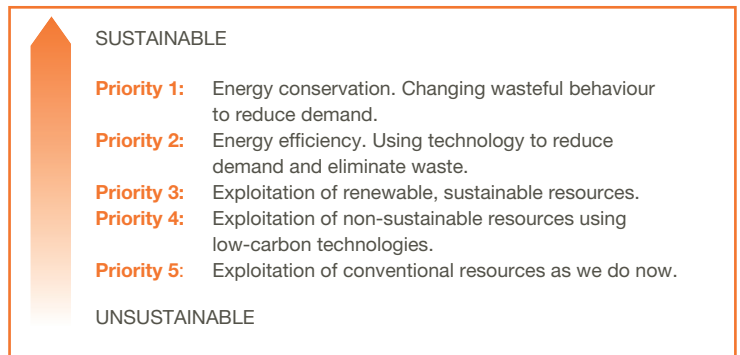 SUSTAINABLE
Priority 1: Energy conservation. Changing wasteful behaviour
to reduce demand.
Priority 2: Energy efficiency. Using technology to reduce
demand and eliminate waste.
Priority 3: Exploitation of renewable, sustainable resources.
Priority 4: Exploitation of non-sustainable resources using
low-carbon technologies.
Priority 5: Exploitation of conventional resources as we do now.
UNSUSTAINABLE